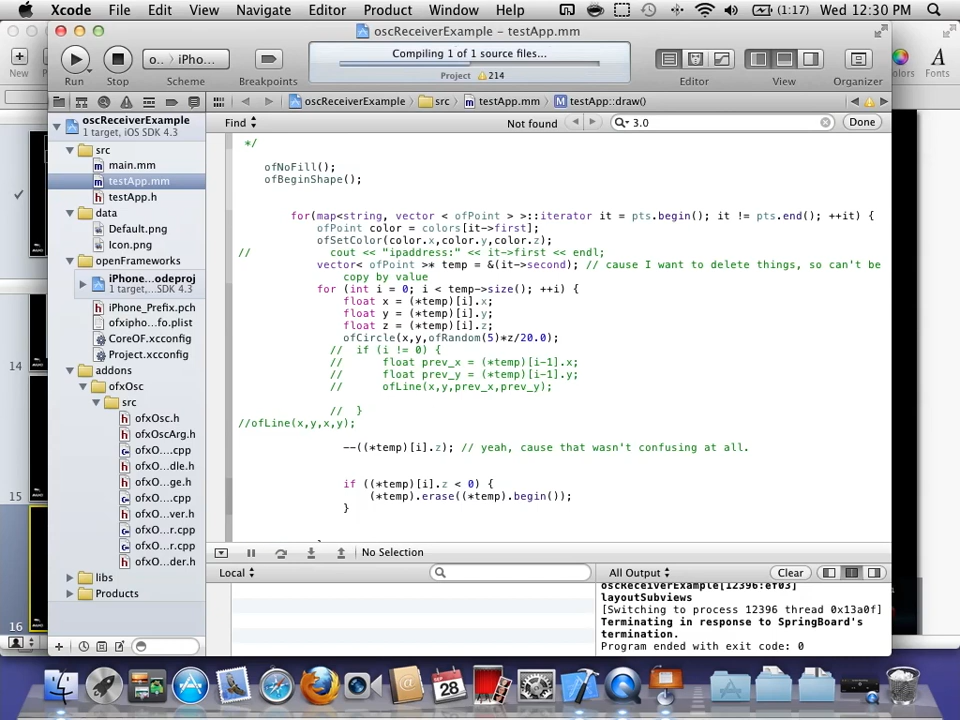 Xcode File Edit View Navigate Editor Product Window Help (1:17) Wed 12:30 PM
oscReceiverExample — testApp.mm
New
Run Stop o... iPho... Scheme Breakpoints
Compiling 1 of 1 source files...
Project 214
Editor View Organizer
Fonts
oscReceiverExample
1 target, iOS SDK 4.3
src
main.mm
testApp.mm
testApp.h
data
Default.png
Icon.png
openFrameworks
iPhone...odeproj
1 target,...SDK 4.3
iPhone_Prefix.pch
ofxipho...fo.plist
CoreOF.xcconfig
Project.xcconfig
addons
ofxOsc
src
ofxOsc.h
ofxOscArg.h
ofxO....cpp
ofxO...dle.h
ofxO...ge.h
ofxO....cpp
ofxO...ver.h
ofxO...r.cpp
ofxO...r.cpp
ofxO...der.h
libs
Products
14
15
16
oscReceiverExample src testApp.mm testApp::draw()
Find Not found 3.0 Done
*/
ofNoFill();
ofBeginShape();
for(map<string, vector < ofPoint > >::iterator it = pts.begin(); it != pts.end(); ++it) {
ofPoint color = colors[it->first];
ofSetColor(color.x,color.y,color.z);
// cout << "ipaddress:" << it->first << endl;
vector< ofPoint >* temp = &(it->second); // cause I want to delete things, so can't be
copy by value
for (int i = 0; i < temp->size(); ++i) {
float x = (*temp)[i].x;
float y = (*temp)[i].y;
float z = (*temp)[i].z;
ofCircle(x,y,ofRandom(5)*z/20.0);
// if (i != 0) {
// float prev_x = (*temp)[i-1].x;
// float prev_y = (*temp)[i-1].y;
// ofLine(x,y,prev_x,prev_y);
// }
//ofLine(x,y,x,y);
--((*temp)[i].z); // yeah, cause that wasn't confusing at all.
if ((*temp)[i].z < 0) {
(*temp).erase((*temp).begin());
}
No Selection
Local All Output Clear
oscReceiverExample[12396:ef03]
layoutSubviews
[Switching to process 12396 thread 0x13a0f]
Terminating in response to SpringBoard's
termination.
Program ended with exit code: 0
SEP
28